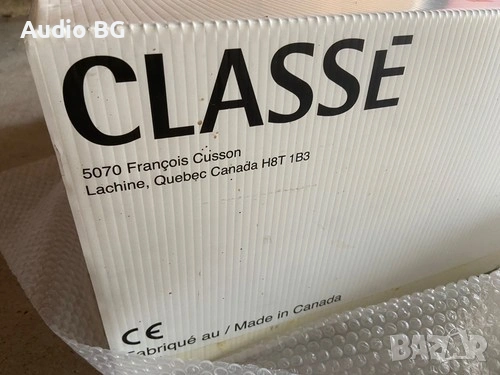 Audio BG
CLASSÉ
5070 François Cusson
Lachine, Quebec Canada H8T 1B3
CE
Fabriqué au / Made in Canada
BAZAR